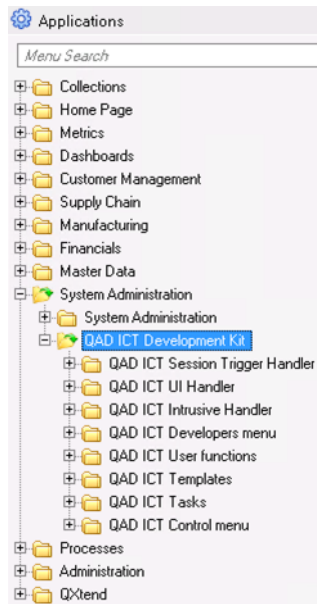 Applications
Menu Search
Collections
Home Page
Metrics
Dashboards
Customer Management
Supply Chain
Manufacturing
Financials
Master Data
System Administration
System Administration
QAD ICT Development Kit
QAD ICT Session Trigger Handler
QAD ICT UI Handler
QAD ICT Intrusive Handler
QAD ICT Developers menu
QAD ICT User functions
QAD ICT Templates
QAD ICT Tasks
QAD ICT Control menu
Processes
Administration
QXtend